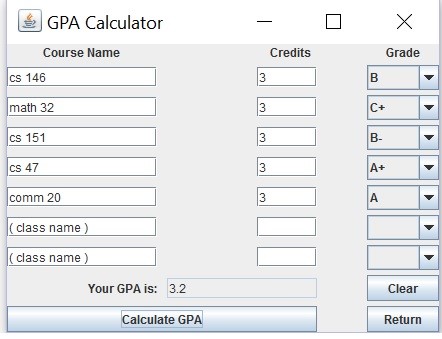 GPA Calculator
Course Name Credits Grade
cs 146 3 B
math 32 3 C+
cs 151 3 B-
cs 47 3 A+
comm 20 3 A
( class name )
( class name )
Your GPA is: 3.2 Clear
Calculate GPA Return